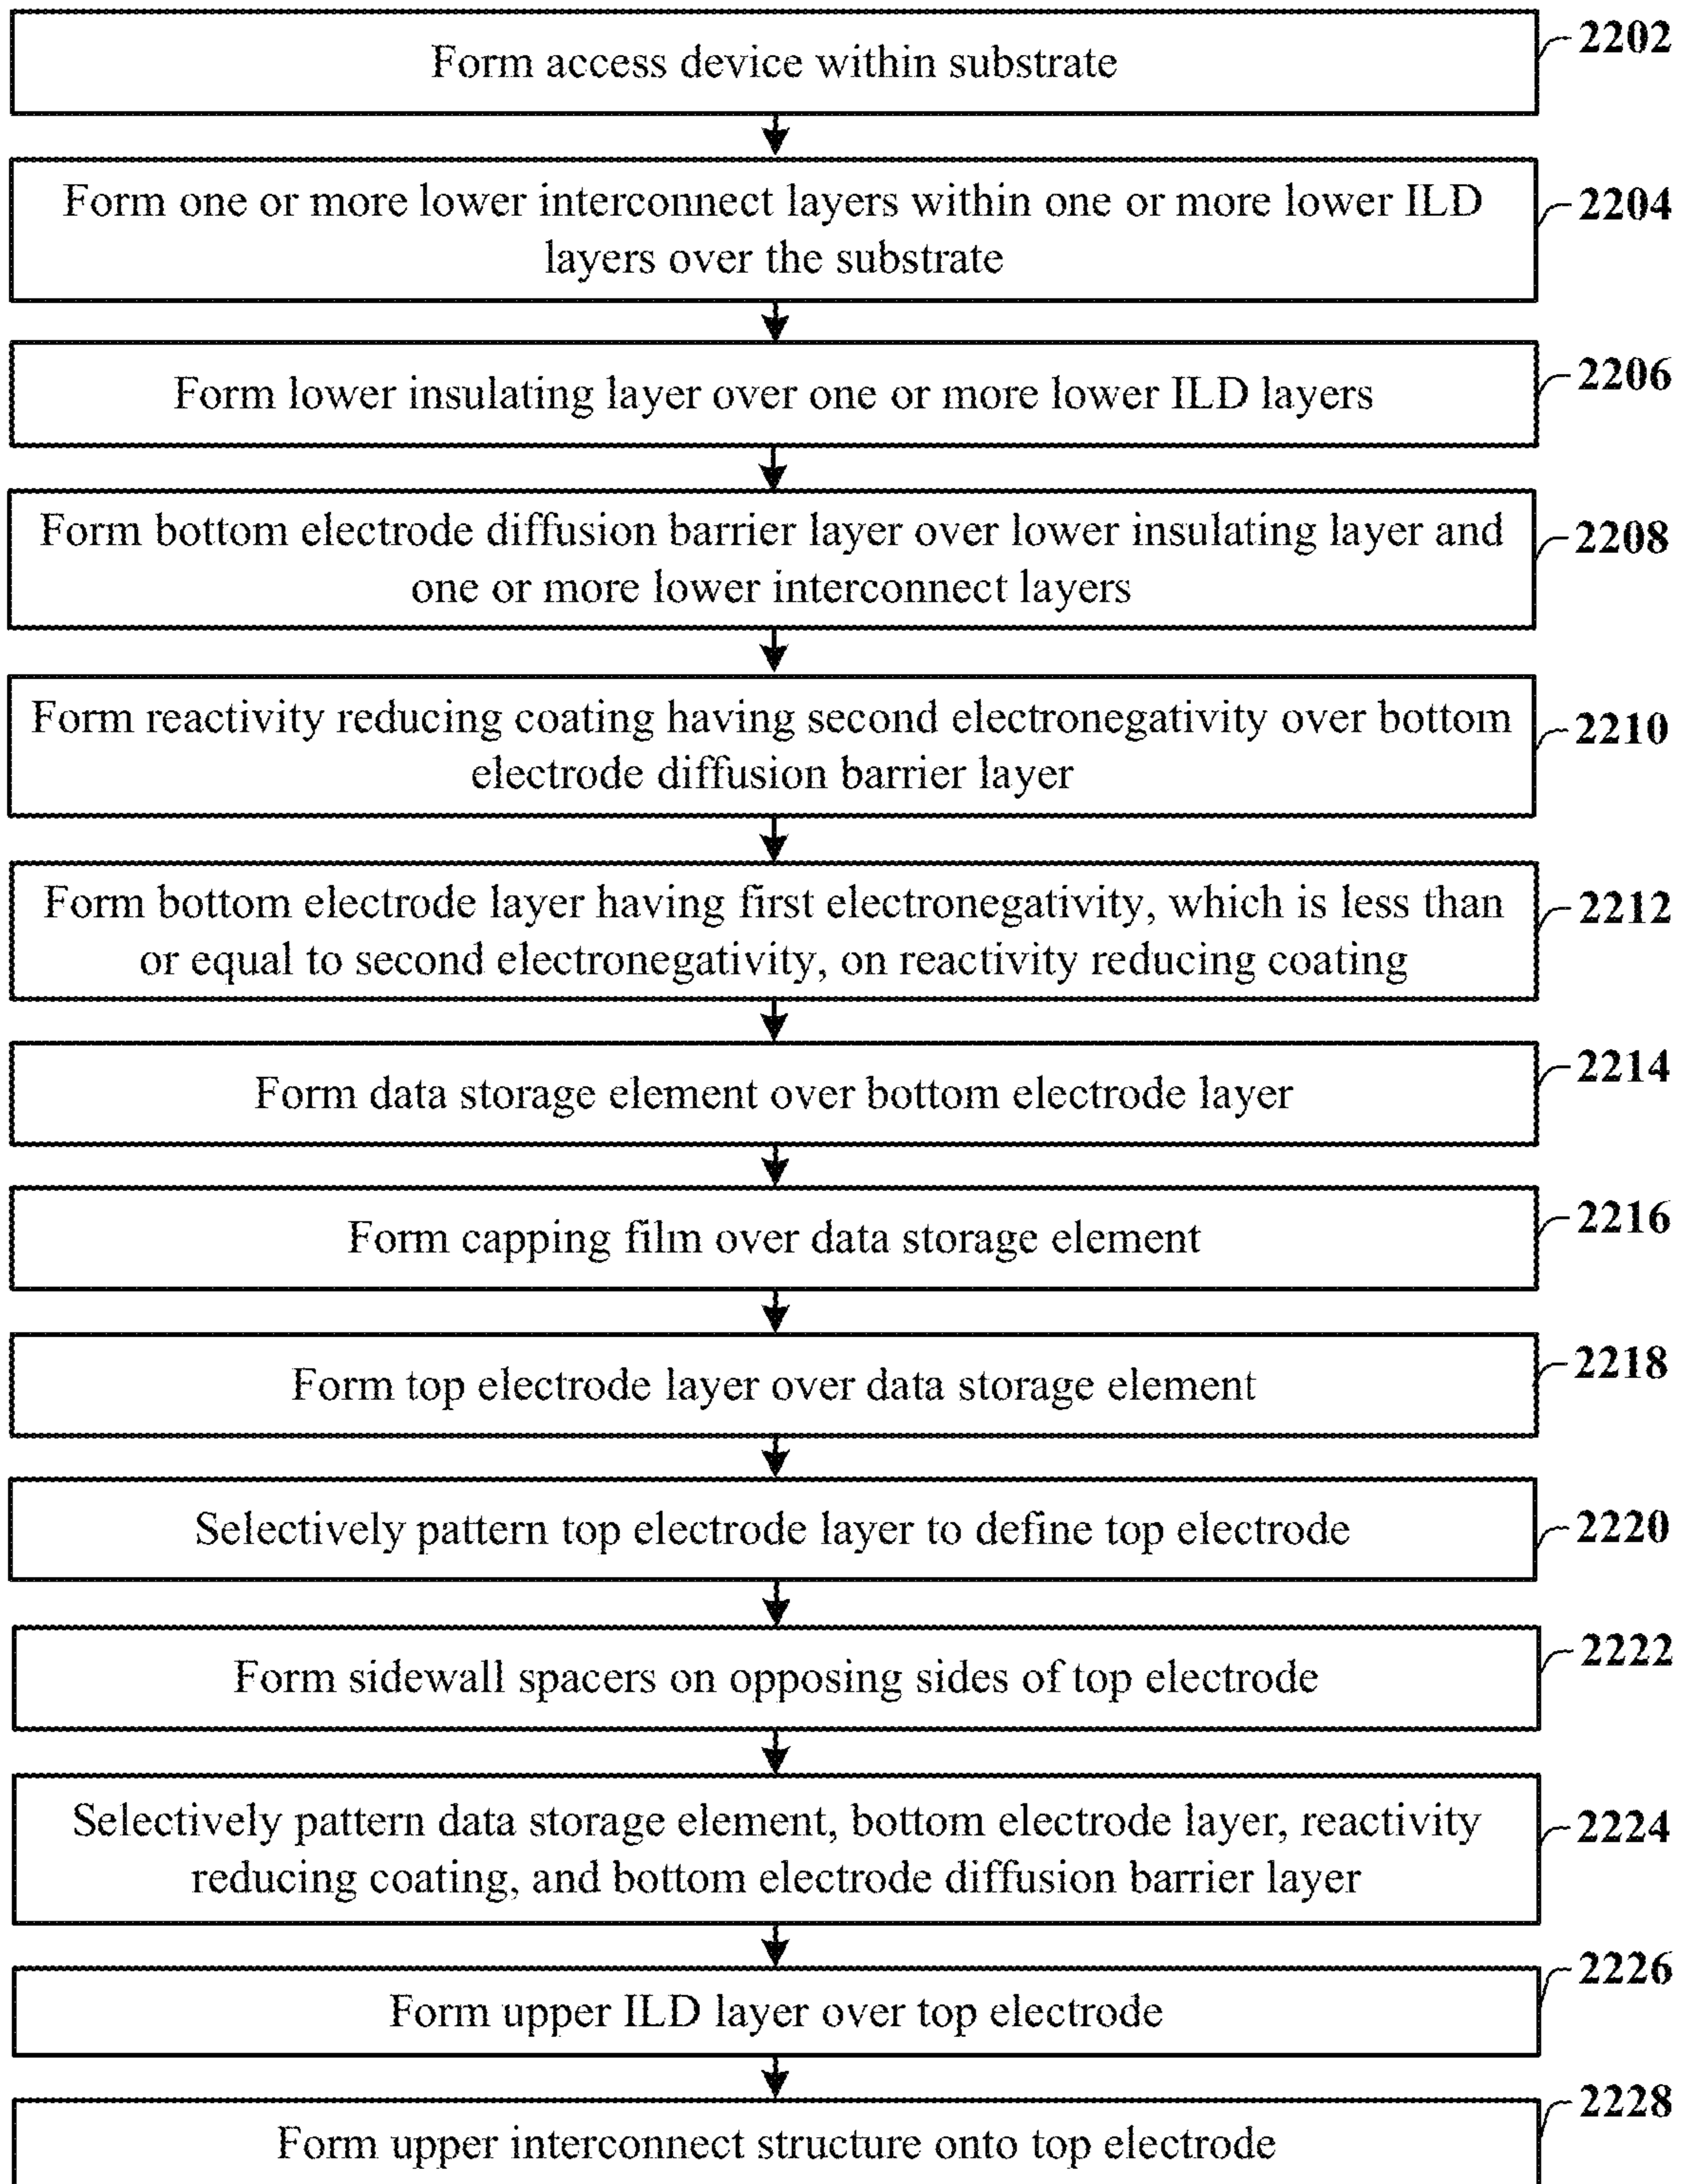 Form access device within substrate
2202
Form one or more lower interconnect layers within one or more lower ILD
layers over the substrate
2204
Form lower insulating layer over one or more lower ILD layers
2206
Form bottom electrode diffusion barrier layer over lower insulating layer and
one or more lower interconnect layers
2208
Form reactivity reducing coating having second electronegativity over bottom
electrode diffusion barrier layer
2210
Form bottom electrode layer having first electronegativity, which is less than
or equal to second electronegativity, on reactivity reducing coating
2212
Form data storage element over bottom electrode layer
2214
Form capping film over data storage element
2216
Form top electrode layer over data storage element
2218
Selectively pattern top electrode layer to define top electrode
2220
Form sidewall spacers on opposing sides of top electrode
2222
Selectively pattern data storage element, bottom electrode layer, reactivity
reducing coating, and bottom electrode diffusion barrier layer
2224
Form upper ILD layer over top electrode
2226
Form upper interconnect structure onto top electrode
2228